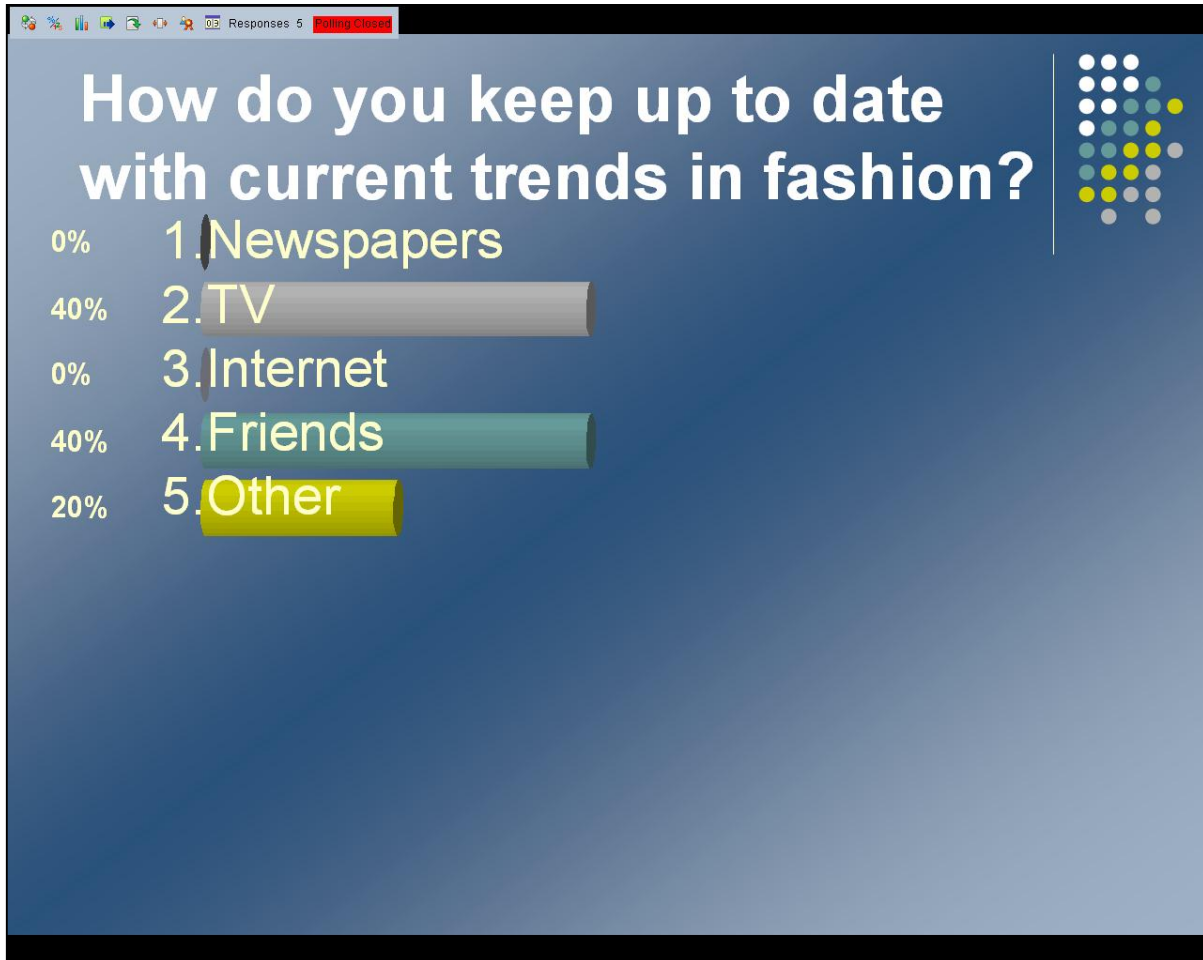 Responses 5 Polling Closed
How do you keep up to date
with current trends in fashion?
0% 1.Newspapers
40% 2.TV
0% 3.Internet
40% 4.Friends
20% 5.Other